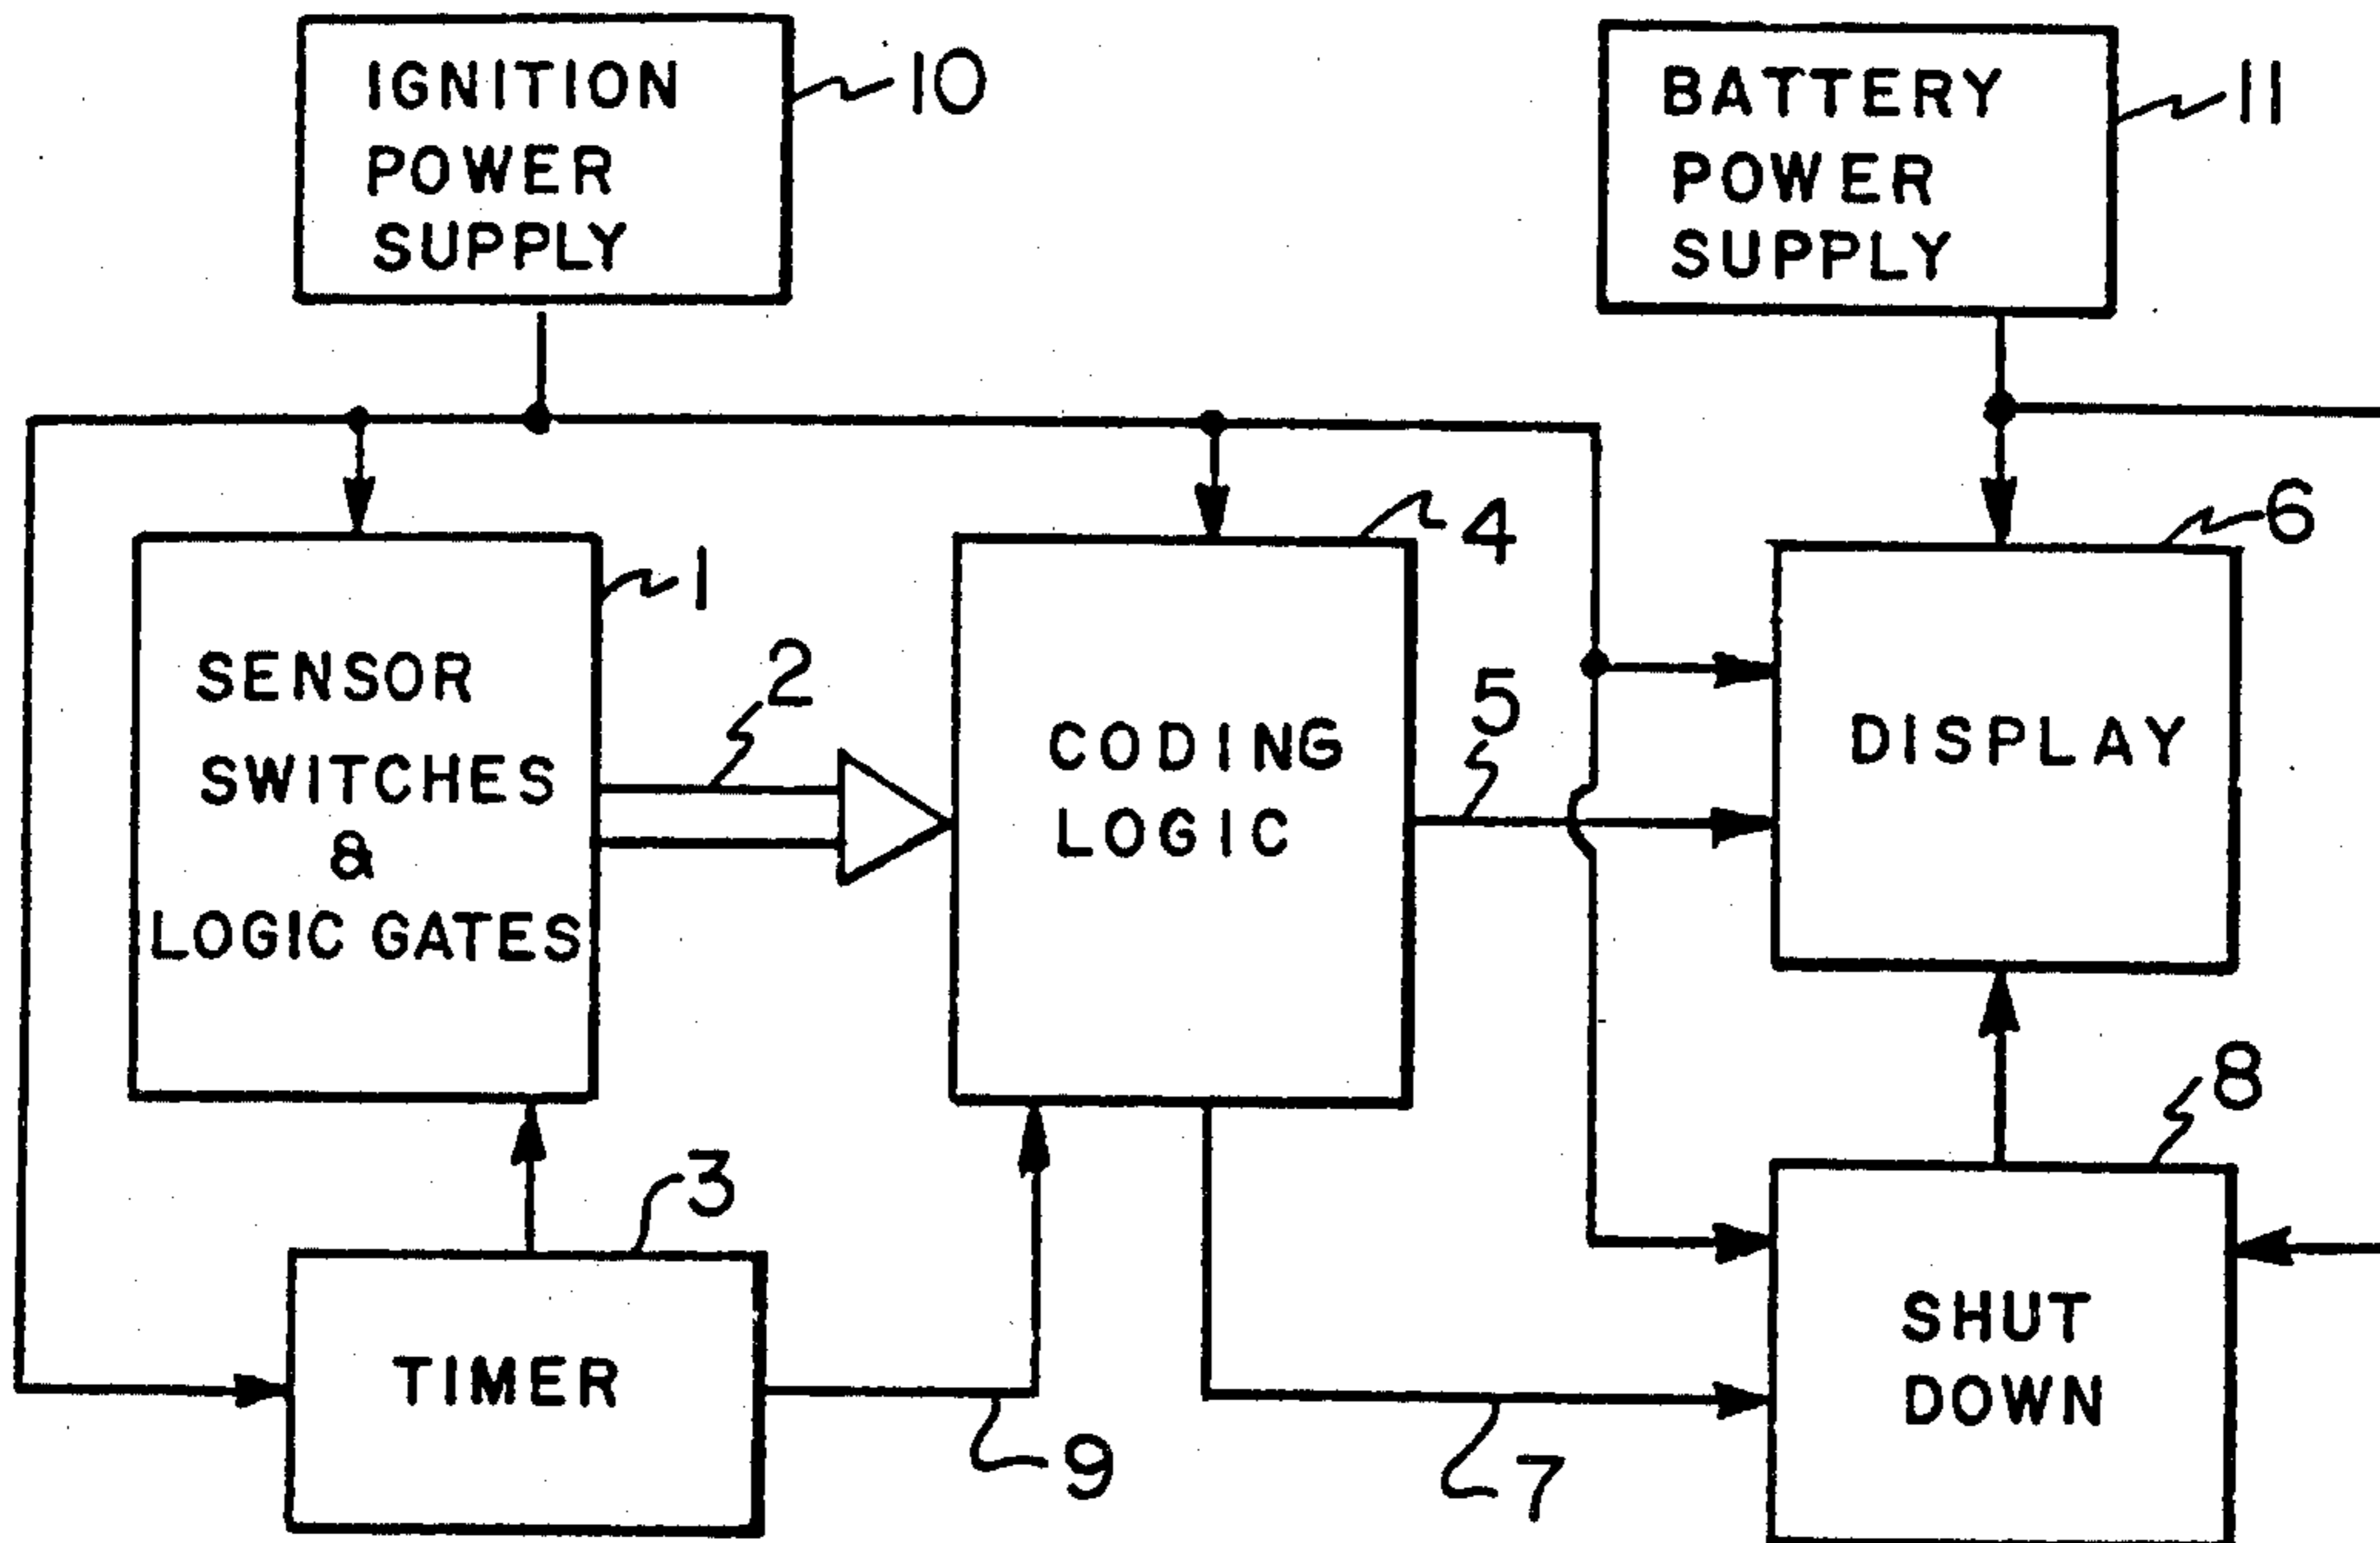 IGNITION
POWER
SUPPLY
10
BATTERY
POWER
SUPPLY
11
SENSOR
SWITCHES
&
LOGIC GATES
1
2
CODING
LOGIC
4
5
DISPLAY
6
TIMER
3
9
7
SHUT
DOWN
8